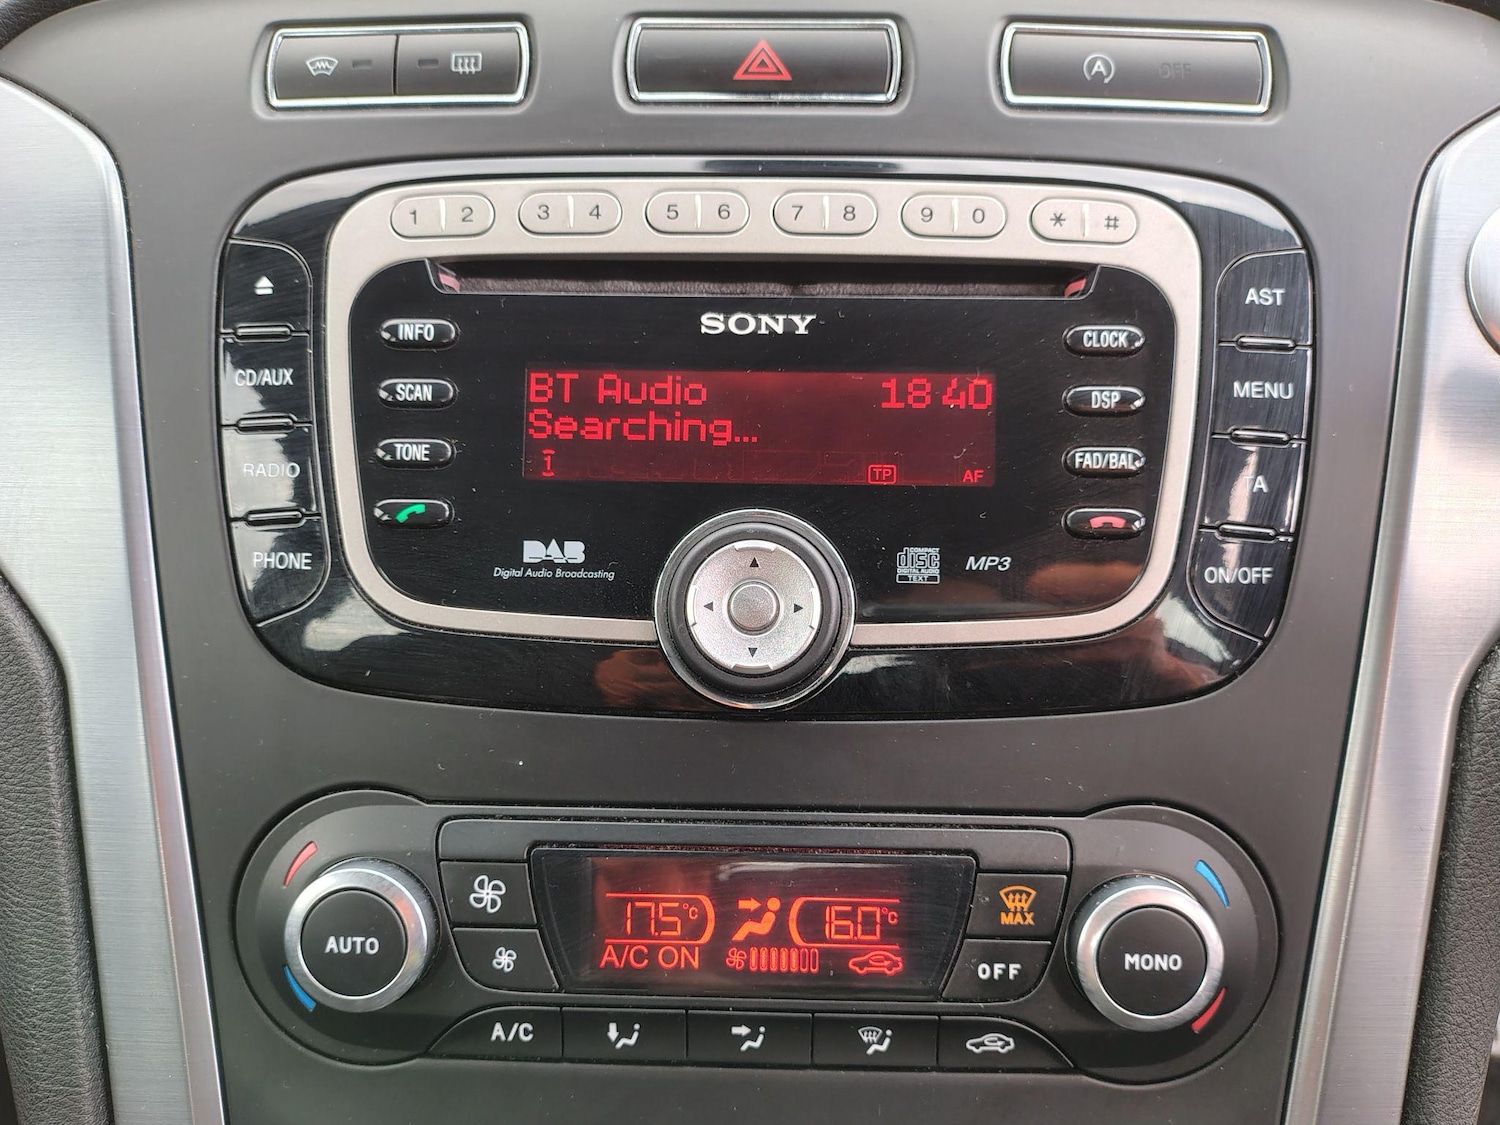 A OFF
1 2 3 4 5 6 7 8 9 0 * #
SONY
INFO
SCAN
TONE
CLOCK
DSP
FAD/BAL
CD/AUX
RADIO
PHONE
AST
MENU
TA
ON/OFF
BT Audio 18:40
Searching...
1 TP AF
DAB
Digital Audio Broadcasting
COMPACT
disc
DIGITAL AUDIO
TEXT
MP3
AUTO
17.5°C 16.0°C
A/C ON
MAX
OFF
MONO
A/C